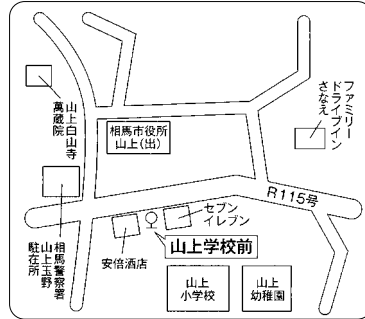 山上白山寺
萬蔵院
相馬市役所
山上(出)
ファミリー
ドライブイン
さなえ
R115号
セブン
イレブン
山上学校前
安倍酒店
相馬警察署
山上玉野
駐在所
山上
小学校
山上
幼稚園